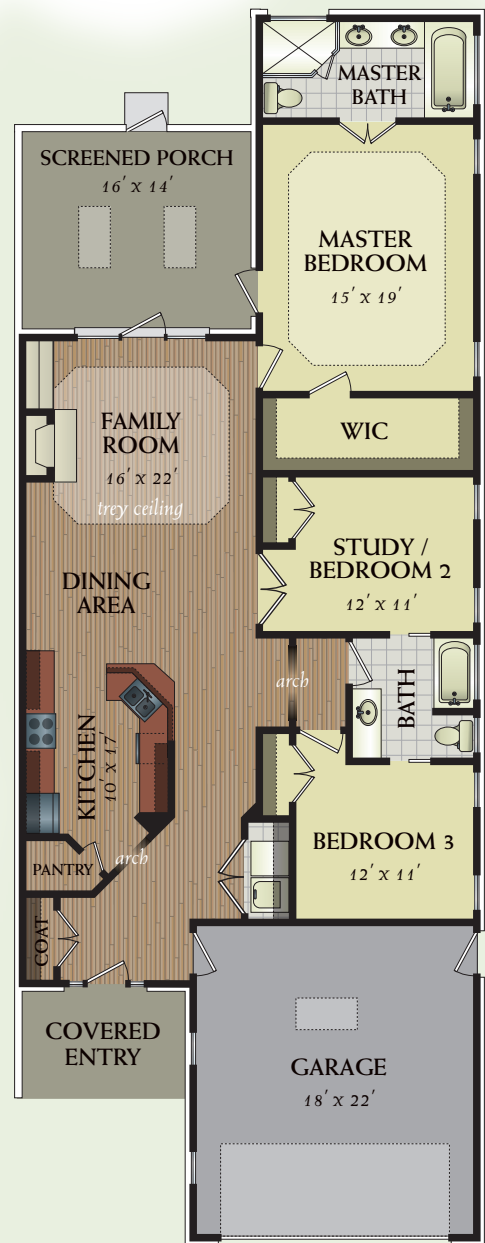 MASTER
BATH
SCREENED PORCH
16' x 14'
MASTER
BEDROOM
15' x 19'
FAMILY
ROOM
16' x 22'
trey ceiling
WIC
DINING
AREA
STUDY /
BEDROOM 2
12' x 11'
arch
BATH
KITCHEN
10' x 17'
arch
PANTRY
BEDROOM 3
12' x 11'
COAT
COVERED
ENTRY
GARAGE
18' x 22'